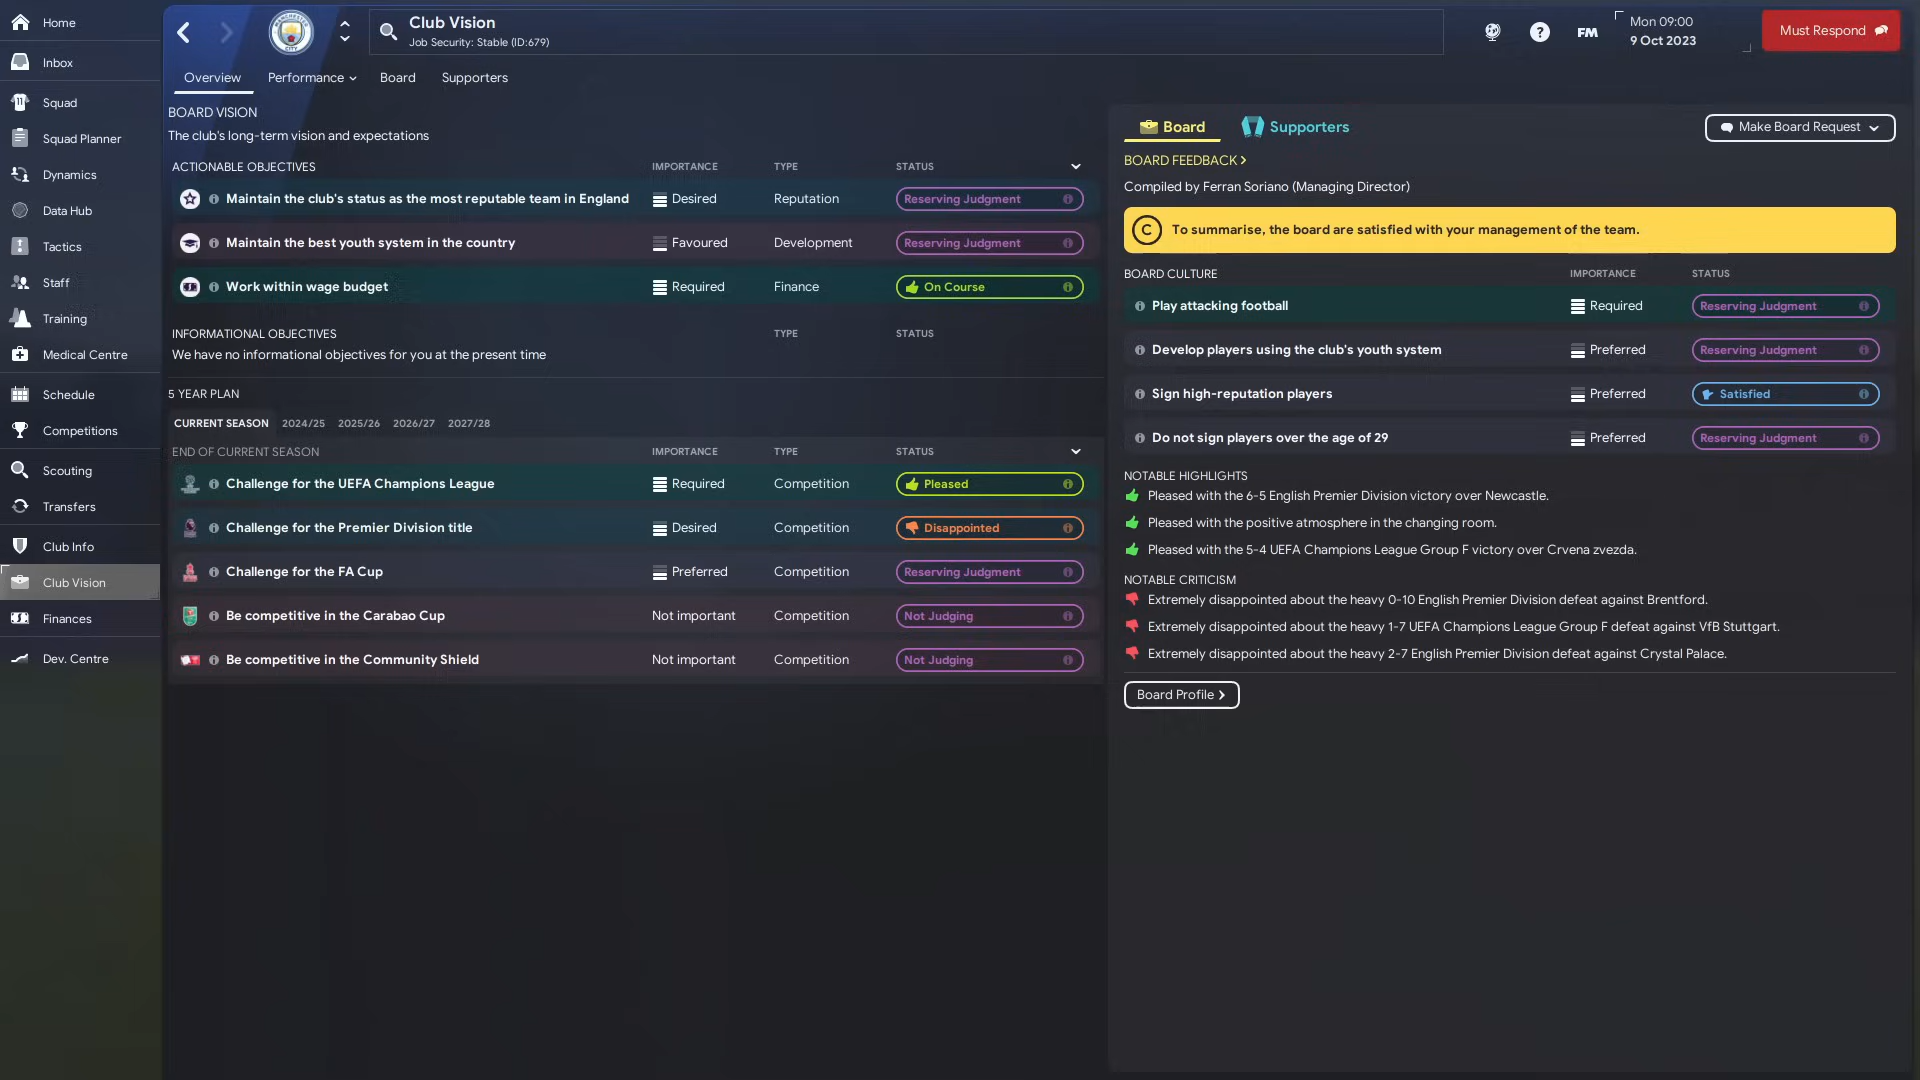 Home
Inbox
Squad
Squad Planner
Dynamics
Data Hub
Tactics
Staff
Training
Medical Centre
Schedule
Competitions
Scouting
Transfers
Club Info
Club Vision
Finances
Dev. Centre
Club Vision
Job Security: Stable (ID:679)
FM
Mon 09:00
9 Oct 2023
Must Respond
Overview Performance Board Supporters
BOARD VISION
The club's long-term vision and expectations
ACTIONABLE OBJECTIVES IMPORTANCE TYPE STATUS
Maintain the club's status as the most reputable team in England Desired Reputation Reserving Judgment
Maintain the best youth system in the country Favoured Development Reserving Judgment
Work within wage budget Required Finance On Course
INFORMATIONAL OBJECTIVES TYPE STATUS
We have no informational objectives for you at the present time
5 YEAR PLAN
CURRENT SEASON 2024/25 2025/26 2026/27 2027/28
END OF CURRENT SEASON IMPORTANCE TYPE STATUS
Challenge for the UEFA Champions League Required Competition Pleased
Challenge for the Premier Division title Desired Competition Disappointed
Challenge for the FA Cup Preferred Competition Reserving Judgment
Be competitive in the Carabao Cup Not important Competition Not Judging
Be competitive in the Community Shield Not important Competition Not Judging
Board Supporters Make Board Request
BOARD FEEDBACK
Compiled by Ferran Soriano (Managing Director)
C To summarise, the board are satisfied with your management of the team.
BOARD CULTURE IMPORTANCE STATUS
Play attacking football Required Reserving Judgment
Develop players using the club's youth system Preferred Reserving Judgment
Sign high-reputation players Preferred Satisfied
Do not sign players over the age of 29 Preferred Reserving Judgment
NOTABLE HIGHLIGHTS
Pleased with the 6-5 English Premier Division victory over Newcastle.
Pleased with the positive atmosphere in the changing room.
Pleased with the 5-4 UEFA Champions League Group F victory over Crvena zvezda.
NOTABLE CRITICISM
Extremely disappointed about the heavy 0-10 English Premier Division defeat against Brentford.
Extremely disappointed about the heavy 1-7 UEFA Champions League Group F defeat against VfB Stuttgart.
Extremely disappointed about the heavy 2-7 English Premier Division defeat against Crystal Palace.
Board Profile